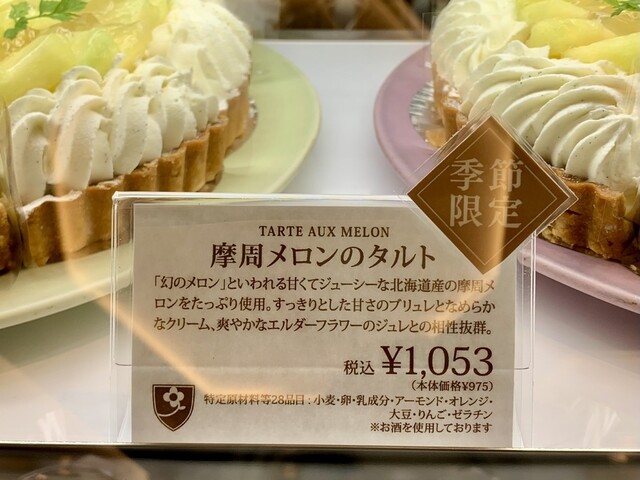 季節
限定
TARTE AUX MELON
摩周メロンのタルト
「幻のメロン」といわれる甘くてジューシーな北海道産の摩周メ
ロンをたっぷり使用。すっきりとした甘さのブリュレとなめらか
なクリーム、爽やかなエルダーフラワーのジュレとの相性抜群。
税込 ¥1,053
(本体価格¥975)
特定原材料等28品目：小麦・卵・乳成分・アーモンド・オレンジ・
大豆・りんご・ゼラチン
※お酒を使用しております